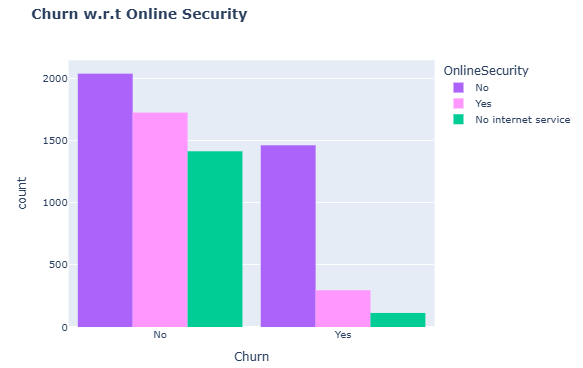 Churn w.r.t Online Security
OnlineSecurity
No
Yes
No internet service
2000
1500
1000
500
0
count
No
Yes
Churn